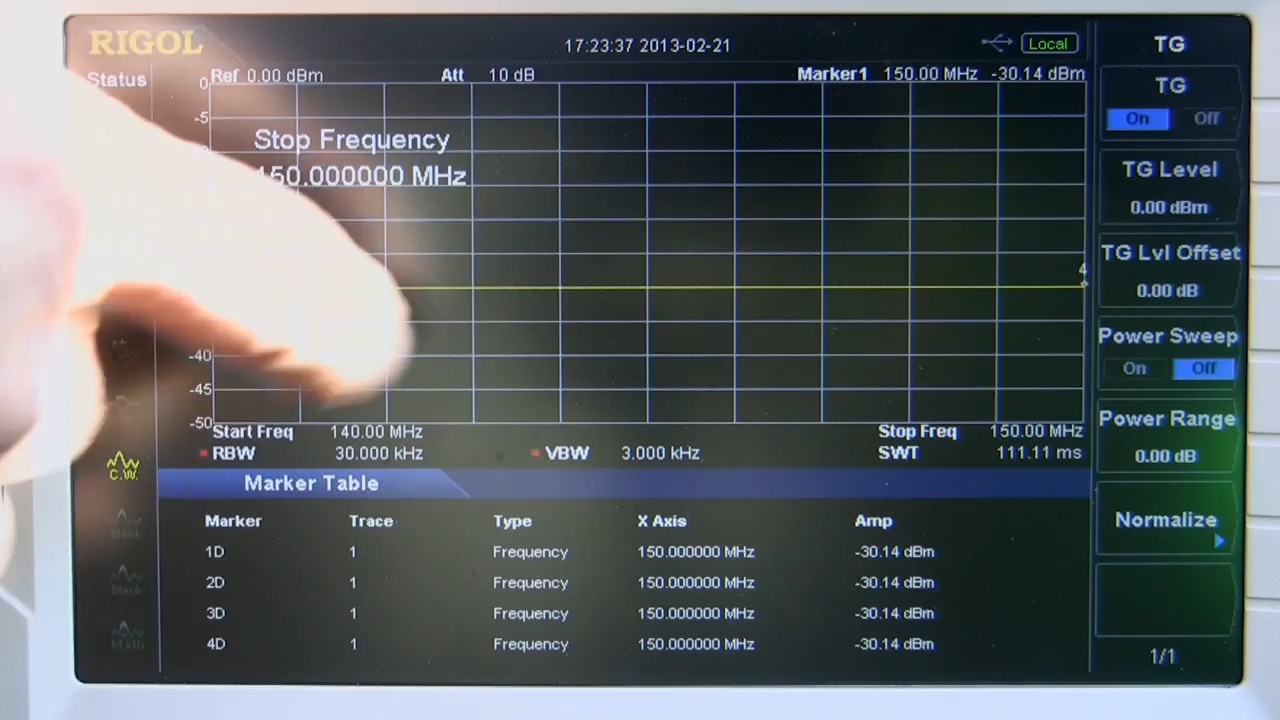 RIGOL
17:23:37 2013-02-21
Local
TG
Status
Ref 0.00 dBm
Att 10 dB
Marker1 150.00 MHz -30.14 dBm
0
-5
Stop Frequency
150.000000 MHz
4
-40
-45
-50
Start Freq 140.00 MHz
Stop Freq 150.00 MHz
*RBW 30.000 kHz
*VBW 3.000 kHz
SWT 111.11 ms
C.W.
Blank
Blank
Math
Marker Table
Marker Trace Type X Axis Amp
1D 1 Frequency 150.000000 MHz -30.14 dBm
2D 1 Frequency 150.000000 MHz -30.14 dBm
3D 1 Frequency 150.000000 MHz -30.14 dBm
4D 1 Frequency 150.000000 MHz -30.14 dBm
TG
On Off
TG Level
0.00 dBm
TG Lvl Offset
0.00 dB
Power Sweep
On Off
Power Range
0.00 dB
Normalize
1/1